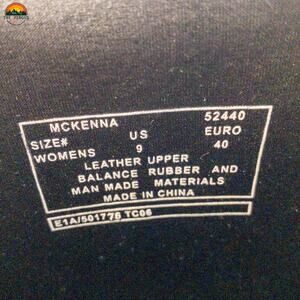 MCKENNA 52440
SIZE# US EURO
WOMENS 9 40
LEATHER UPPER
BALANCE RUBBER AND
MAN MADE MATERIALS
MADE IN CHINA
E1A/501776 TC06